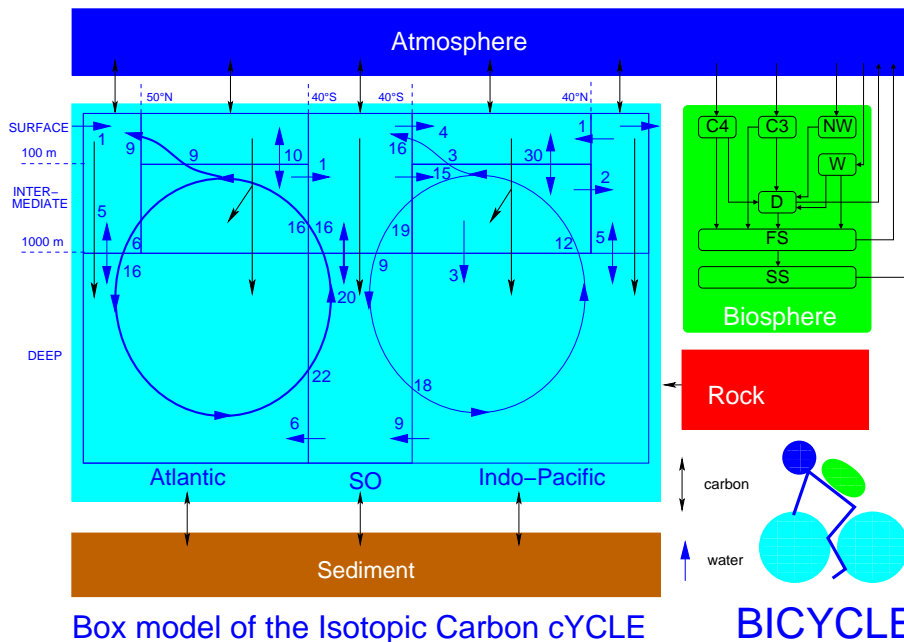 Atmosphere
50°N 40°S 40°S 40°N
SURFACE 1 9 9 10 1 4 16 3 30 1 C4 C3 NW
100 m 15 2 W
INTER−
MEDIATE D
5 16 16 19 12 5
1000 m 6 FS
16 20 9 3 SS
Biosphere
DEEP 22 18
Rock
6 9
Atlantic SO Indo−Pacific
carbon
water
Sediment
Box model of the Isotopic Carbon cYCLE
BICYCLE